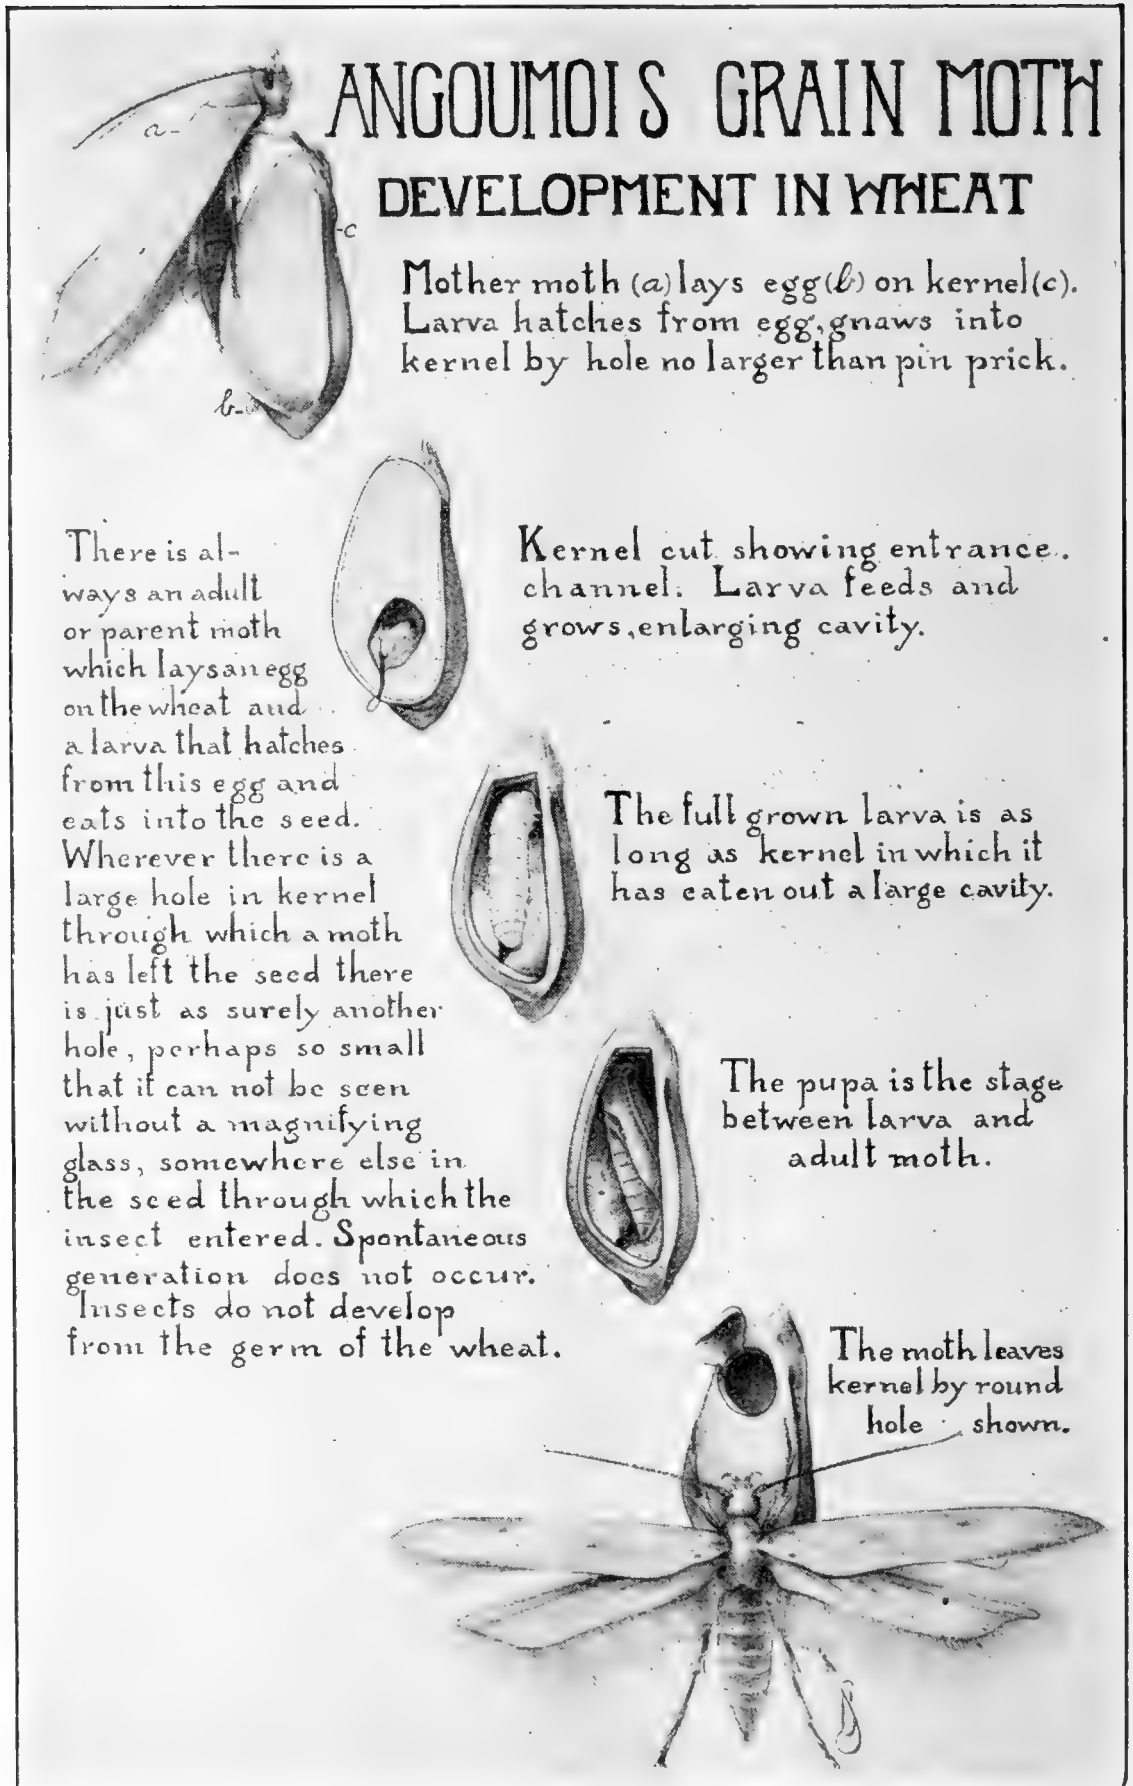 ANGOUMOIS GRAIN MOTH
DEVELOPMENT IN WHEAT
a-
-c
b-
Mother moth (a) lays egg (b) on kernel (c).
Larva hatches from egg, gnaws into
kernel by hole no larger than pin prick.
Kernel cut showing entrance
channel. Larva feeds and
grows, enlarging cavity.
There is al-
ways an adult
or parent moth
which lays an egg
on the wheat and
a larva that hatches
from this egg and
eats into the seed.
Wherever there is a
large hole in kernel
through which a moth
has left the seed there
is just as surely another
hole, perhaps so small
that it can not be seen
without a magnifying
glass, somewhere else in
the seed through which the
insect entered. Spontaneous
generation does not occur.
Insects do not develop
from the germ of the wheat.
The full grown larva is as
long as kernel in which it
has eaten out a large cavity.
The pupa is the stage
between larva and
adult moth.
The moth leaves
kernel by round
hole shown.